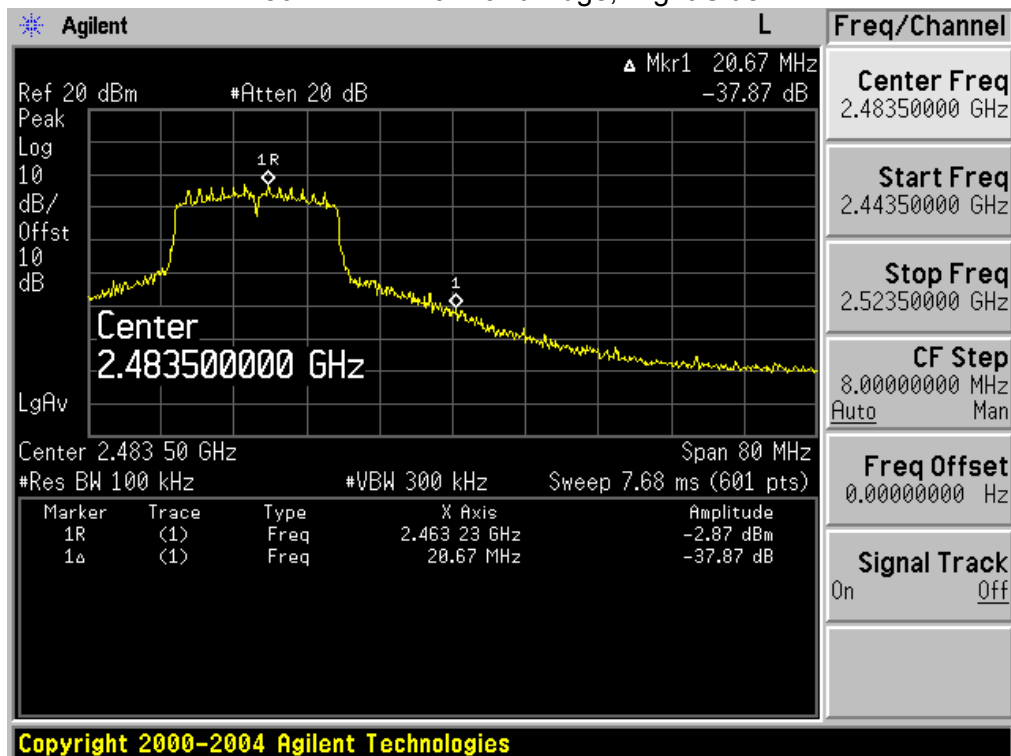 Agilent L Freq/Channel
Δ Mkr1 20.67 MHz
Ref 20 dBm #Atten 20 dB -37.87 dB
Peak
Log
10
dB/
Offst
10
dB
1R
1
Center
2.483500000 GHz
LgAv
Center 2.483 50 GHz Span 80 MHz
#Res BW 100 kHz #VBW 300 kHz Sweep 7.68 ms (601 pts)
Marker Trace Type X Axis Amplitude
1R (1) Freq 2.463 23 GHz -2.87 dBm
1Δ (1) Freq 20.67 MHz -37.87 dB
Center Freq
2.48350000 GHz
Start Freq
2.44350000 GHz
Stop Freq
2.52350000 GHz
CF Step
8.00000000 MHz
Auto Man
Freq Offset
0.00000000 Hz
Signal Track
On Off
Copyright 2000-2004 Agilent Technologies